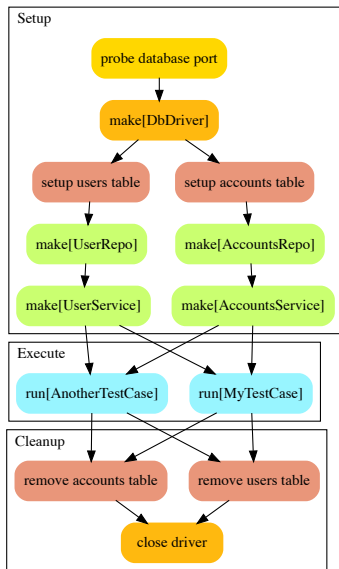 Setup
probe database port
make[DbDriver]
setup users table
setup accounts table
make[UserRepo]
make[AccountsRepo]
make[UserService]
make[AccountsService]
Execute
run[AnotherTestCase]
run[MyTestCase]
Cleanup
remove accounts table
remove users table
close driver